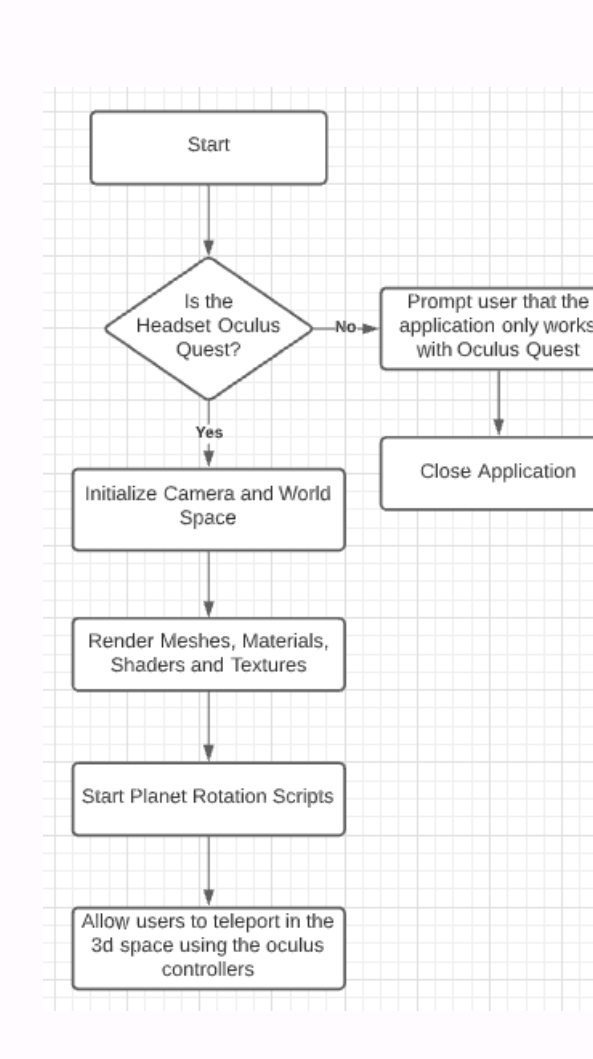 Start
Is the
Headset Oculus
Quest?
No
Prompt user that the
application only works
with Oculus Quest
Yes
Close Application
Initialize Camera and World
Space
Render Meshes, Materials,
Shaders and Textures
Start Planet Rotation Scripts
Allow users to teleport in the
3d space using the oculus
controllers